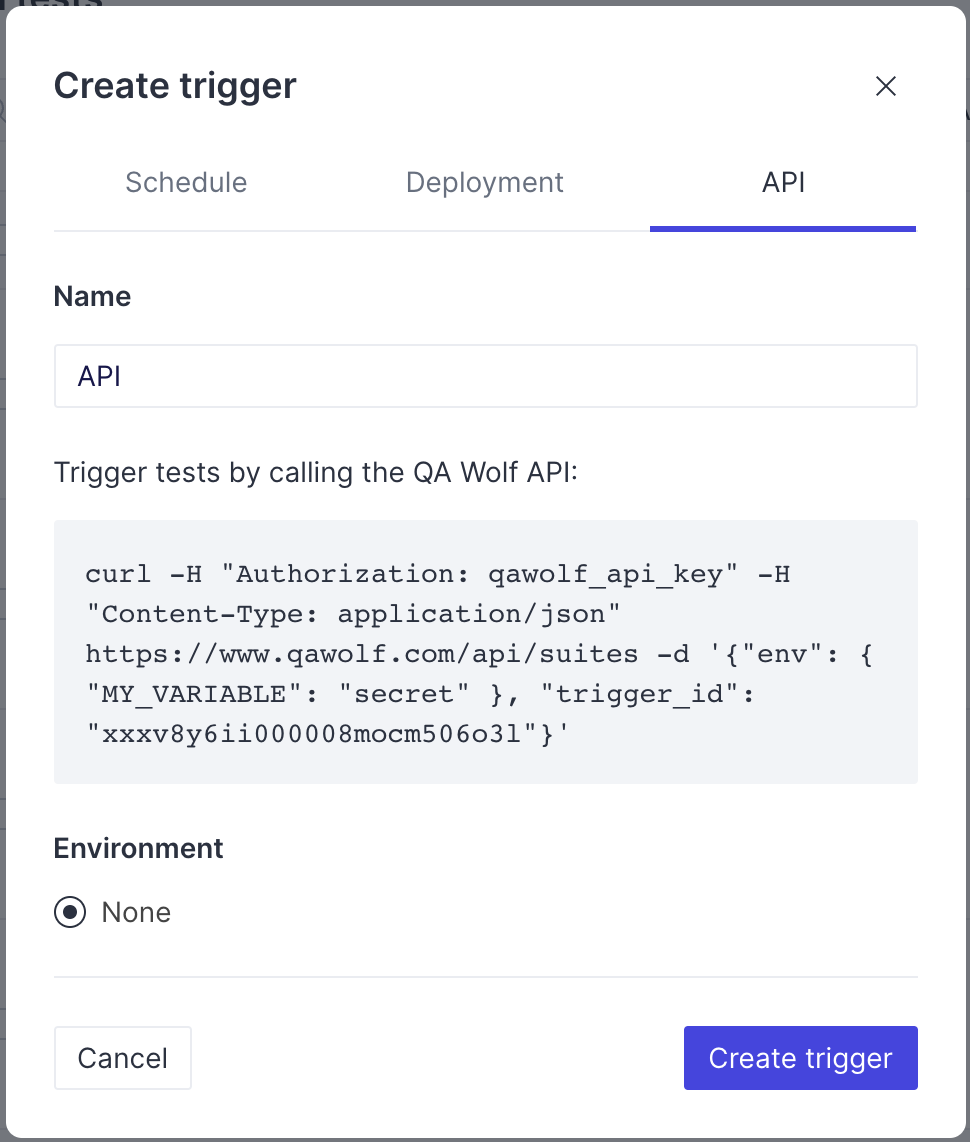 Create trigger
Schedule Deployment API
Name
API
Trigger tests by calling the QA Wolf API:
curl -H "Authorization: qawolf_api_key" -H
"Content-Type: application/json"
https://www.qawolf.com/api/suites -d '{"env": {
"MY_VARIABLE": "secret" }, "trigger_id":
"xxxv8y6ii000008mocm506o3l"}'
Environment
None
Cancel Create trigger